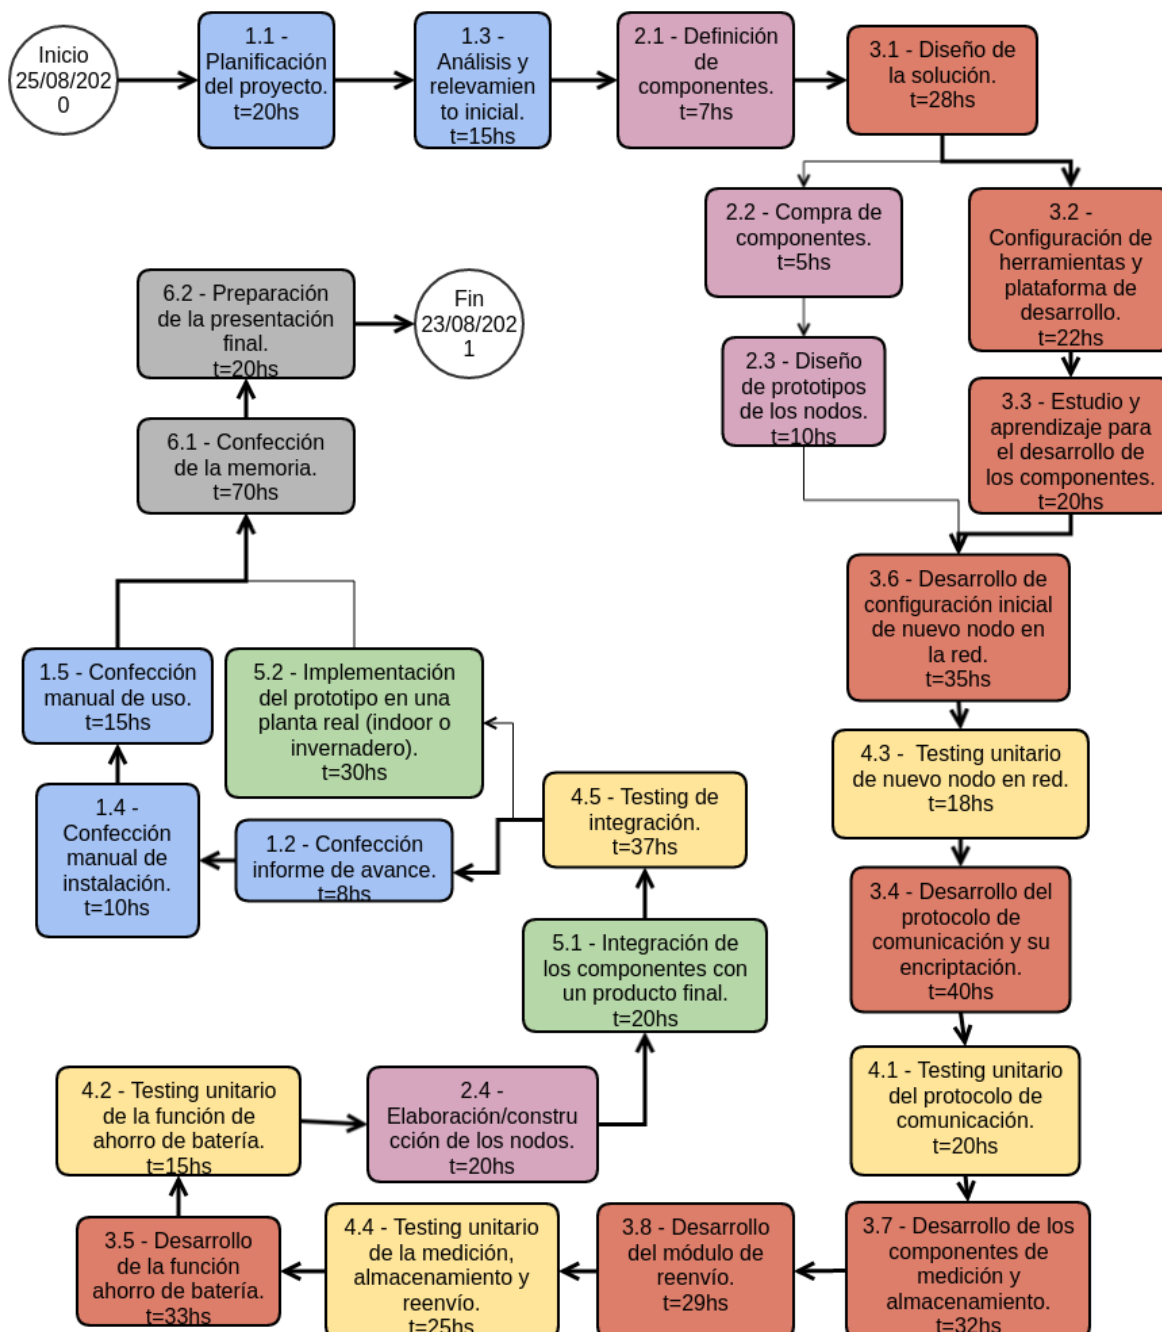 Inicio
25/08/202
0
1.1 -
Planificación
del proyecto.
t=20hs
1.3 -
Análisis y
relevamien
to inicial.
t=15hs
2.1 - Definición
de
componentes.
t=7hs
3.1 - Diseño de
la solución.
t=28hs
2.2 - Compra de
componentes.
t=5hs
3.2 -
Configuración de
herramientas y
plataforma de
desarrollo.
t=22hs
2.3 - Diseño
de prototipos
de los nodos.
t=10hs
3.3 - Estudio y
aprendizaje para
el desarrollo de
los componentes.
t=20hs
3.6 - Desarrollo de
configuración inicial
de nuevo nodo en
la red.
t=35hs
4.3 -  Testing unitario
de nuevo nodo en red.
t=18hs
3.4 - Desarrollo del
protocolo de
comunicación y su
encriptación.
t=40hs
4.1 - Testing unitario
del protocolo de
comunicación.
t=20hs
3.7 - Desarrollo de los
componentes de
medición y
almacenamiento.
t=32hs
3.8 - Desarrollo
del módulo de
reenvío.
t=29hs
4.4 - Testing unitario
de la medición,
almacenamiento y
reenvío.
t=25hs
3.5 - Desarrollo
de la función
ahorro de batería.
t=33hs
4.2 - Testing unitario
de la función de
ahorro de batería.
t=15hs
2.4 -
Elaboración/constru
cción de los nodos.
t=20hs
5.1 - Integración de
los componentes con
un producto final.
t=20hs
4.5 - Testing de
integración.
t=37hs
5.2 - Implementación
del prototipo en una
planta real (indoor o
invernadero).
t=30hs
1.2 - Confección
informe de avance.
t=8hs
1.4 -
Confección
manual de
instalación.
t=10hs
1.5 - Confección
manual de uso.
t=15hs
6.1 - Confección
de la memoria.
t=70hs
6.2 - Preparación
de la presentación
final.
t=20hs
Fin
23/08/202
1